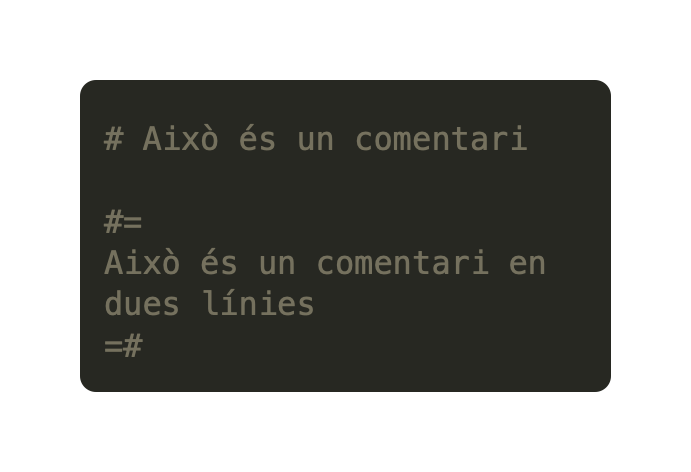 # Això és un comentari
#=
Això és un comentari en
dues línies
=#